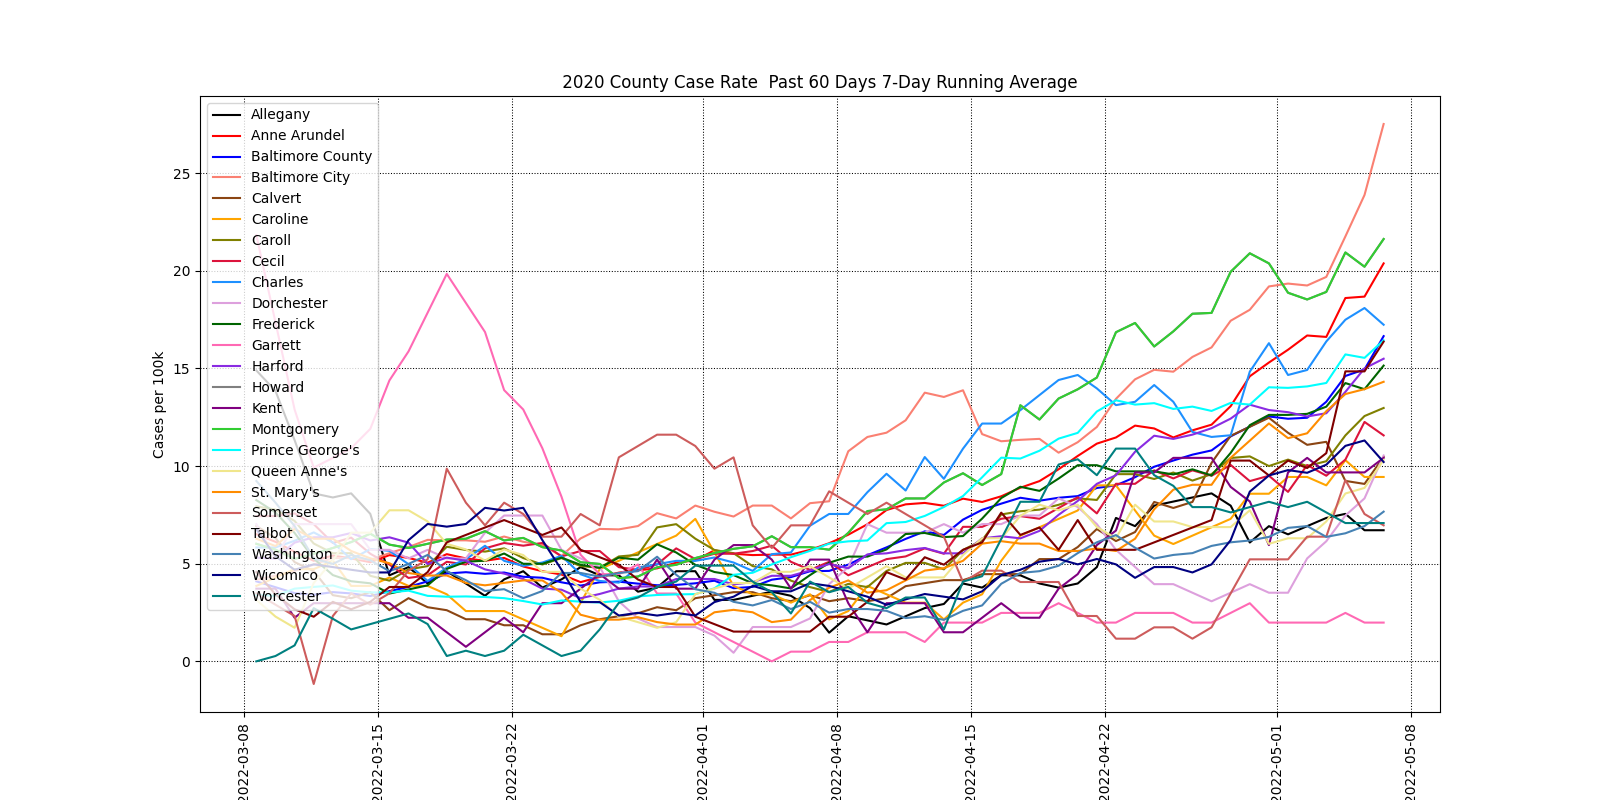 2020 County Case Rate  Past 60 Days 7-Day Running Average
Cases per 100k
25
20
15
10
5
0
Allegany
Anne Arundel
Baltimore County
Baltimore City
Calvert
Caroline
Caroll
Cecil
Charles
Dorchester
Frederick
Garrett
Harford
Howard
Kent
Montgomery
Prince George's
Queen Anne's
St. Mary's
Somerset
Talbot
Washington
Wicomico
Worcester
2022-03-08
2022-03-15
2022-03-22
2022-04-01
2022-04-08
2022-04-15
2022-04-22
2022-05-01
2022-05-08